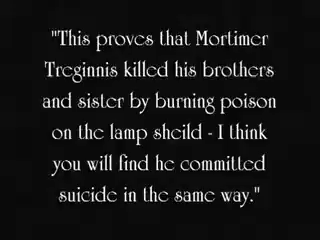 "This proves that Mortimer
Treginnis killed his brothers
and sister by burning poison
on the lamp sheild - I think
you will find he committed
suicide in the same way."